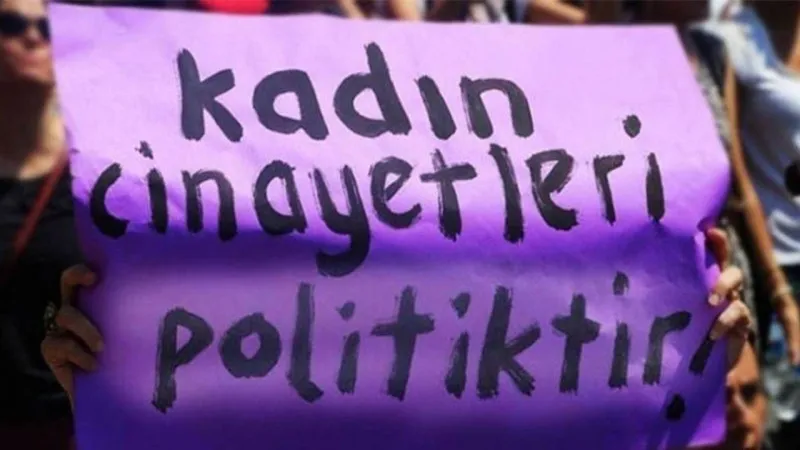 kadın
cinayetleri
politiktir!